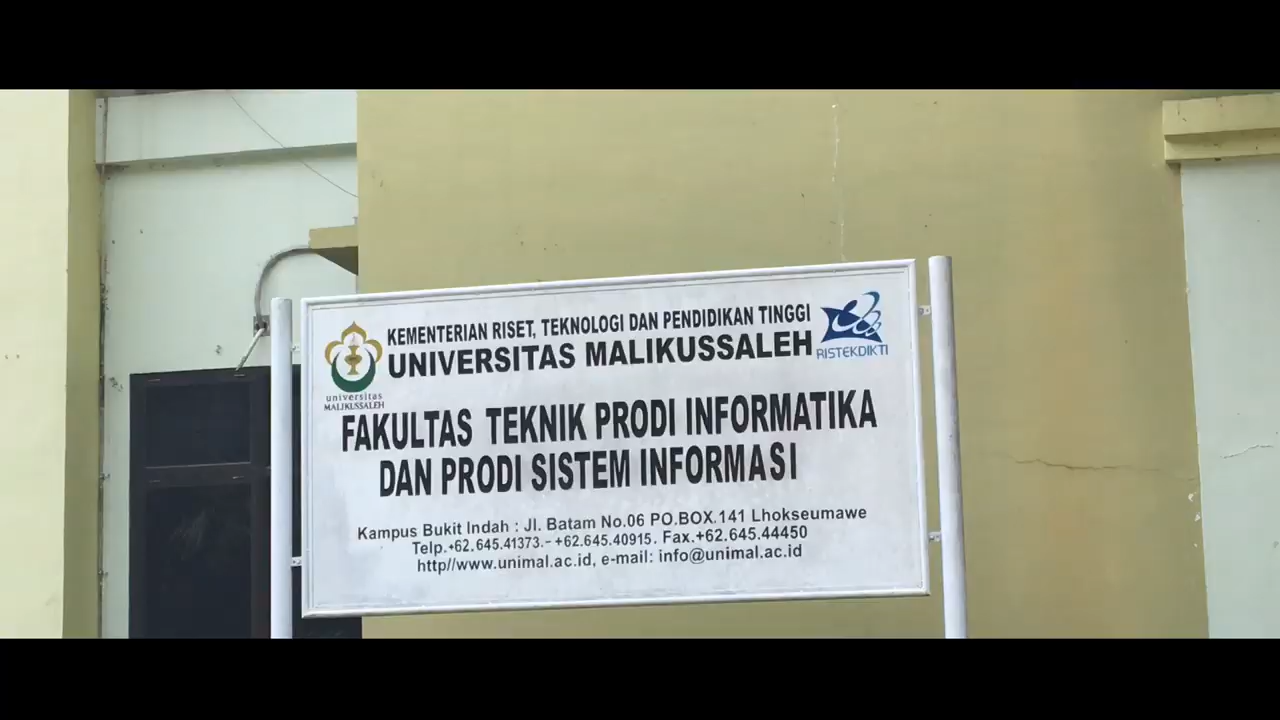 KEMENTERIAN RISET, TEKNOLOGI DAN PENDIDIKAN TINGGI
UNIVERSITAS MALIKUSSALEH
RISTEKDIKTI
universitas
MALIKUSSALEH
FAKULTAS TEKNIK PRODI INFORMATIKA
DAN PRODI SISTEM INFORMASI
Kampus Bukit Indah : Jl. Batam No.06 PO.BOX.141 Lhokseumawe
Telp.+62.645.41373.- +62.645.40915. Fax.+62.645.44450
http//www.unimal.ac.id, e-mail: info@unimal.ac.id